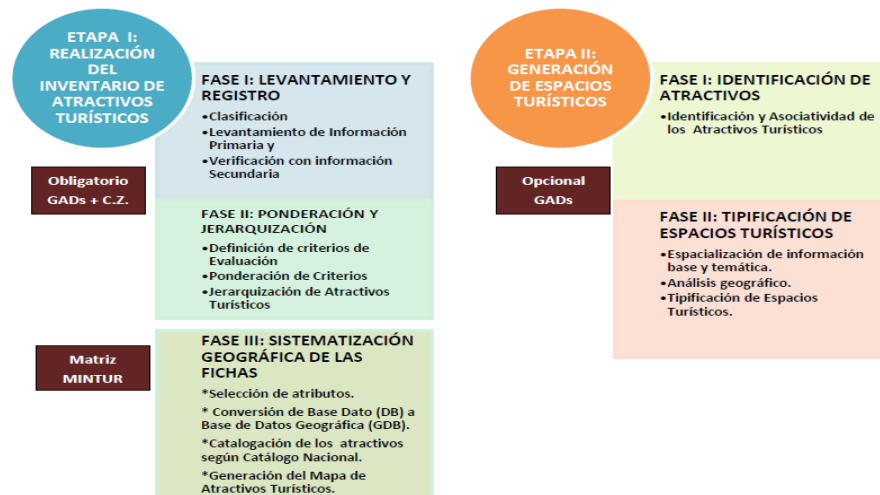 ETAPA I:
REALIZACIÓN
DEL
INVENTARIO DE
ATRACTIVOS
TURÍSTICOS
FASE I: LEVANTAMIENTO Y
REGISTRO
•Clasificación
•Levantamiento de Información
Primaria y
•Verificación con información
Secundaria
Obligatorio
GADs + C.Z.
FASE II: PONDERACIÓN Y
JERARQUIZACIÓN
•Definición de criterios de
Evaluación
•Ponderación de Criterios
•Jerarquización de Atractivos
Turísticos
Matriz
MINTUR
FASE III: SISTEMATIZACIÓN
GEOGRÁFICA DE LAS
FICHAS
*Selección de atributos.
* Conversión de Base Dato (DB) a
Base de Datos Geográfica (GDB).
*Catalogación de los atractivos
según Catálogo Nacional.
*Generación del Mapa de
Atractivos Turísticos.
ETAPA II:
GENERACIÓN
DE ESPACIOS
TURÍSTICOS
FASE I: IDENTIFICACIÓN DE
ATRACTIVOS
•Identificación y Asociatividad de
los Atractivos Turísticos
Opcional
GADs
FASE II: TIPIFICACIÓN DE
ESPACIOS TURÍSTICOS
•Espacialización de información
base y temática.
•Análisis geográfico.
•Tipificación de Espacios
Turísticos.